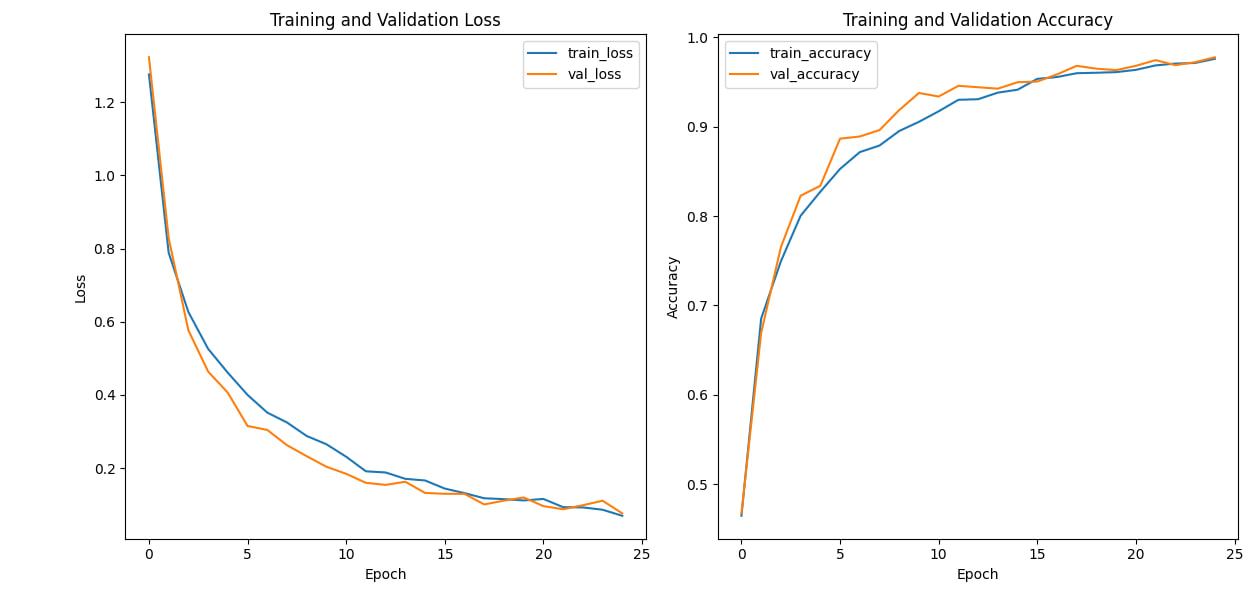 Training and Validation Loss
train_loss
val_loss
1.2
1.0
0.8
0.6
0.4
0.2
Loss
0 5 10 15 20 25
Epoch
Training and Validation Accuracy
train_accuracy
val_accuracy
1.0
0.9
0.8
0.7
0.6
0.5
Accuracy
0 5 10 15 20 25
Epoch